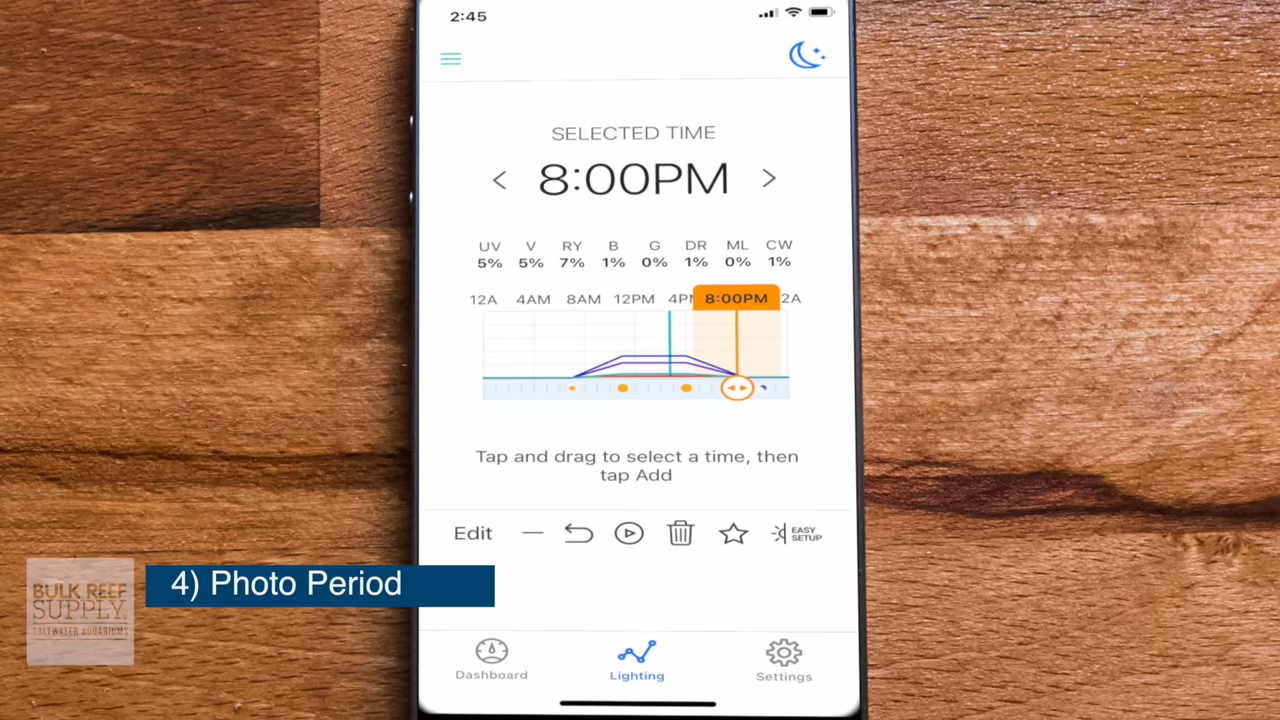 2:45
SELECTED TIME
8:00PM
UV V RY B G DR ML CW
5% 5% 7% 1% 0% 1% 0% 1%
12A 4AM 8AM 12PM 4P 8:00PM 2A
Tap and drag to select a time, then
tap Add
Edit
EASY
SETUP
4) Photo Period
BULK REEF
SUPPLY
SALTWATER AQUARIUMS
Dashboard Lighting Settings